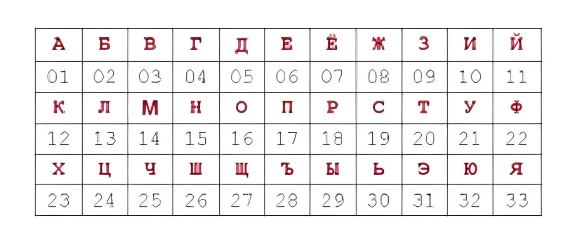 А Б В Г Д Е Ё Ж З И Й
01 02 03 04 05 06 07 08 09 10 11
К Л М Н О П Р С Т У Ф
12 13 14 15 16 17 18 19 20 21 22
Х Ц Ч Ш Щ Ъ Ы Ь Э Ю Я
23 24 25 26 27 28 29 30 31 32 33